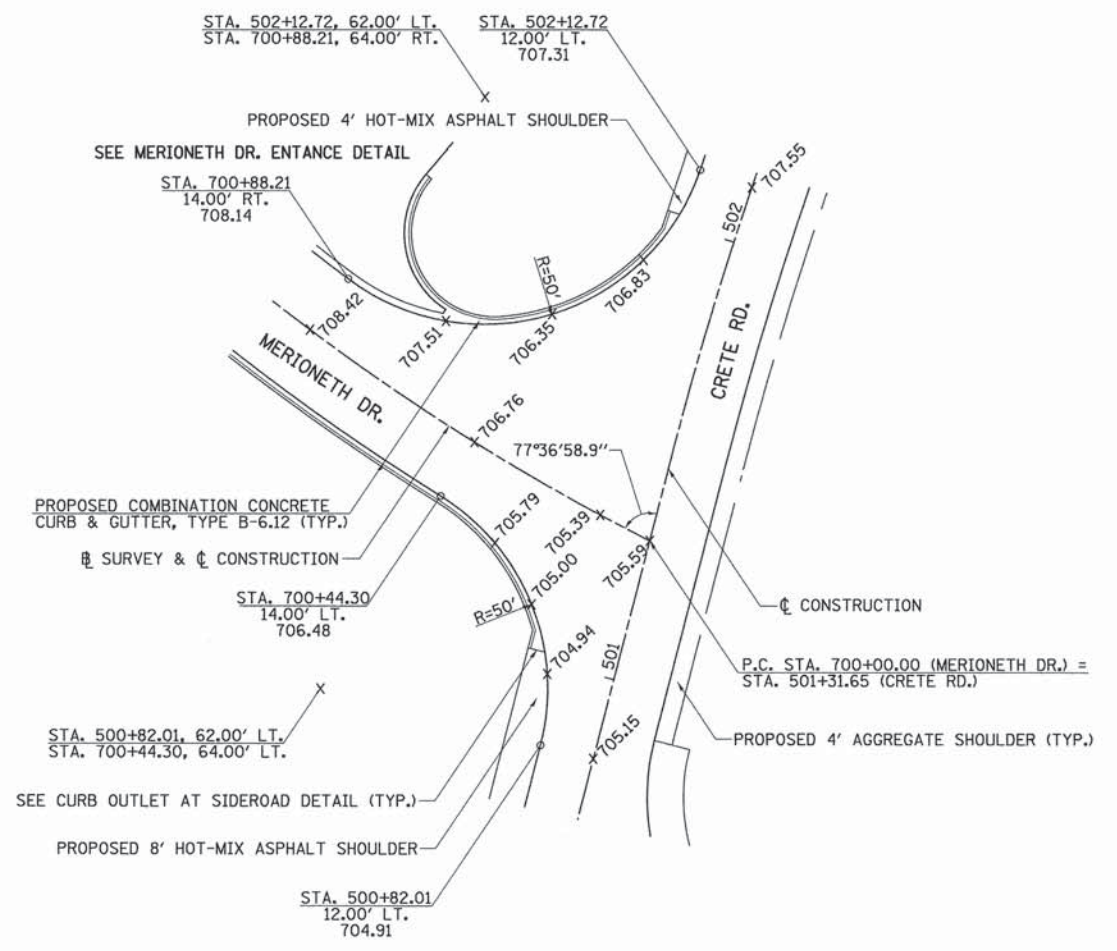 STA. 502+12.72, 62.00' LT.
STA. 700+88.21, 64.00' RT.
STA. 502+12.72
12.00' LT.
707.31
PROPOSED 4' HOT-MIX ASPHALT SHOULDER
SEE MERIONETH DR. ENTANCE DETAIL
STA. 700+88.21
14.00' RT.
708.14
707.55
502
R=50'
706.83
708.42
707.51
706.35
CRETE RD.
MERIONETH DR.
706.76
77°36'58.9"
PROPOSED COMBINATION CONCRETE
CURB & GUTTER, TYPE B-6.12 (TYP.)
705.79
705.39
705.59
℄ SURVEY & ℄ CONSTRUCTION
705.00
STA. 700+44.30
14.00' LT.
706.48
R=50'
℄ CONSTRUCTION
704.94
501
P.C. STA. 700+00.00 (MERIONETH DR.) =
STA. 501+31.65 (CRETE RD.)
STA. 500+82.01, 62.00' LT.
STA. 700+44.30, 64.00' LT.
705.15
PROPOSED 4' AGGREGATE SHOULDER (TYP.)
SEE CURB OUTLET AT SIDEROAD DETAIL (TYP.)
PROPOSED 8' HOT-MIX ASPHALT SHOULDER
STA. 500+82.01
12.00' LT.
704.91